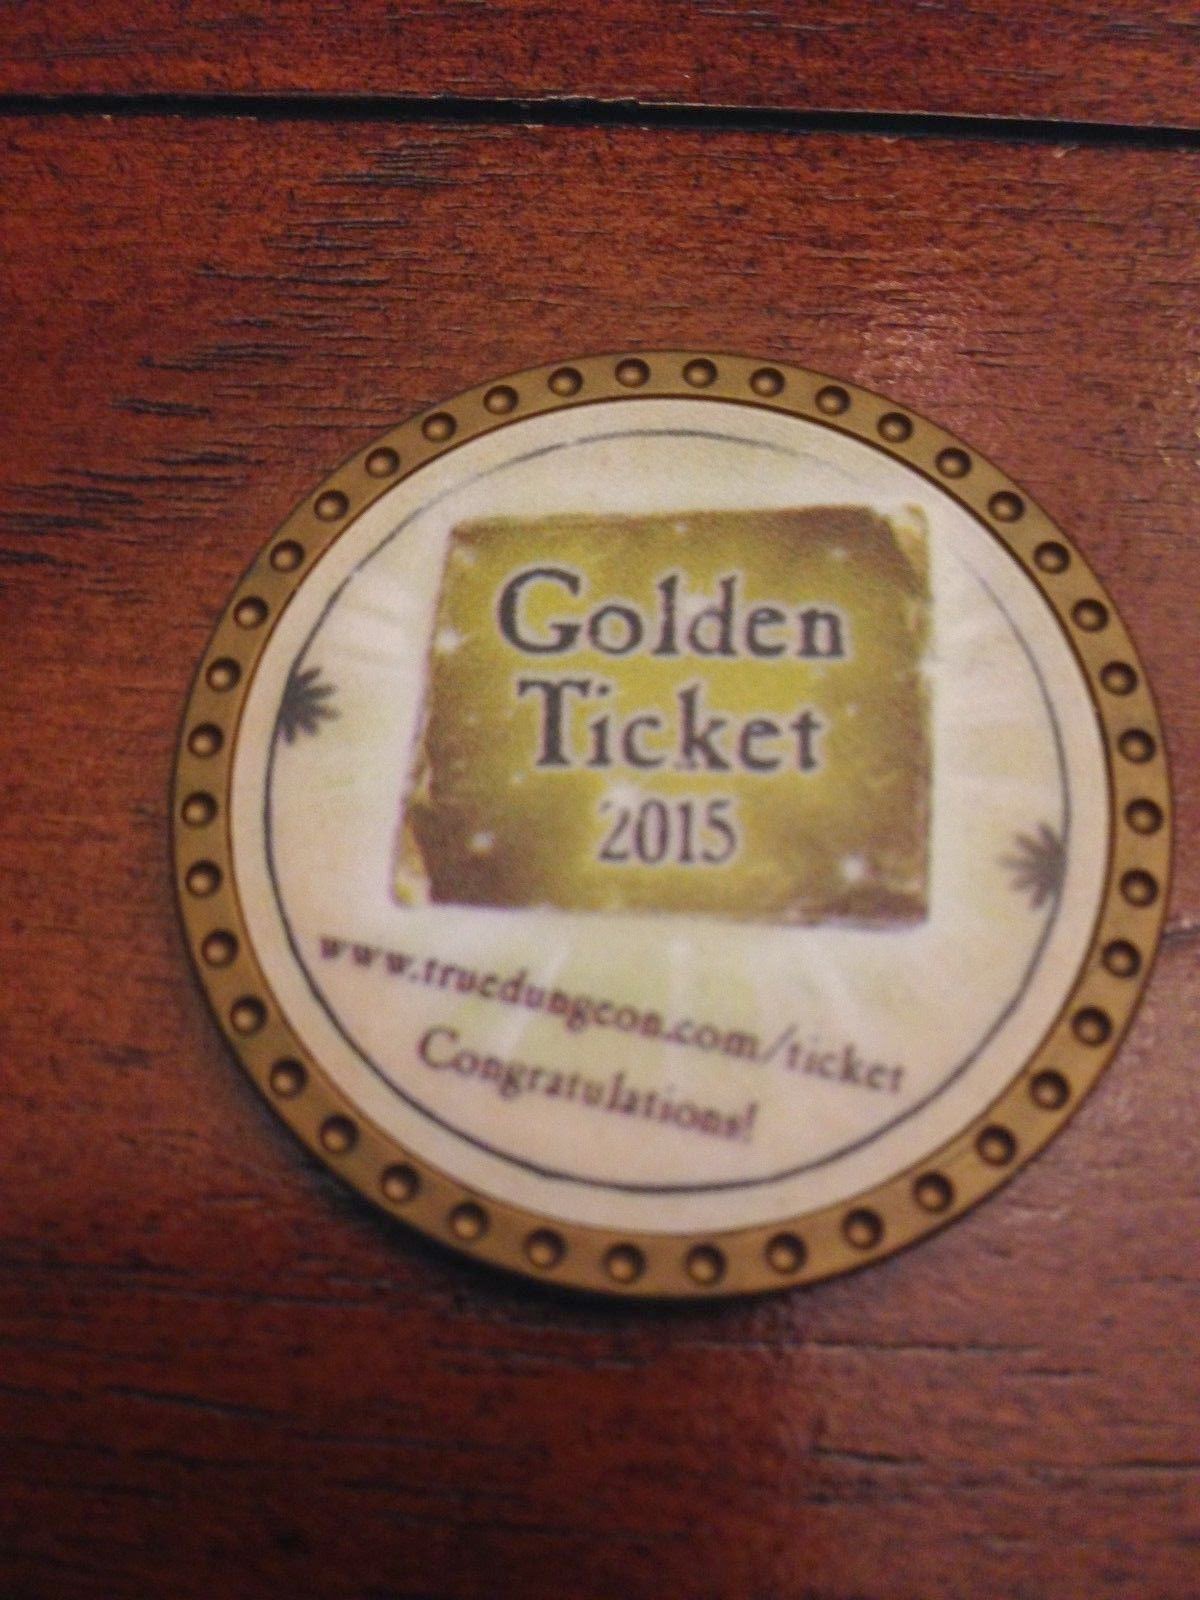 Golden
Ticket
2015
www.truedungeon.com/ticket
Congratulations!